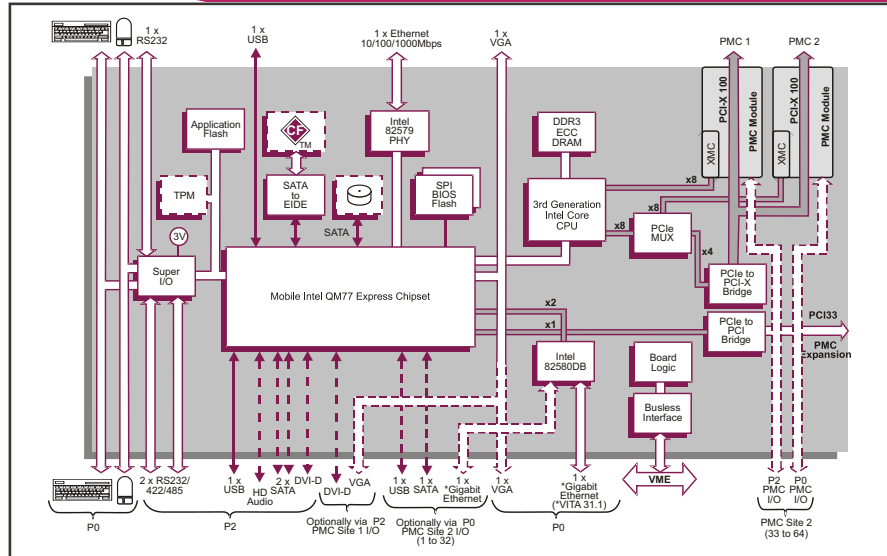 1 x
RS232
1 x
USB
1 x Ethernet
10/100/1000Mbps
1 x
VGA
PMC 1
PMC 2
PCI-X 100
PMC Module
XMC
PCI-X 100
PMC Module
XMC
Application
Flash
CF
TM
Intel
82579
PHY
DDR3
ECC
DRAM
TPM
SATA
to
EIDE
SATA
SPI
BIOS
Flash
3rd Generation
Intel Core
CPU
x8
x8
x8
PCIe
MUX
x4
3V
Super
I/O
Mobile Intel QM77 Express Chipset
PCIe to
PCI-X
Bridge
x2
x1
PCIe to
PCI
Bridge
PCI33
PMC
Expansion
Intel
82580DB
Board
Logic
Busless
Interface
VME
2 x RS232/
422/485
1 x
USB
HD
Audio
2 x
SATA
DVI-D
DVI-D
VGA
1 x
USB
1 x
SATA
1 x
*Gigabit
Ethernet
1 x
VGA
1 x
*Gigabit
Ethernet
(*VITA 31.1)
P2
PMC
I/O
P0
PMC
I/O
P0
P2
Optionally via P2
PMC Site 1 I/O
Optionally via P0
PMC Site 2 I/O
(1 to 32)
P0
PMC Site 2
(33 to 64)